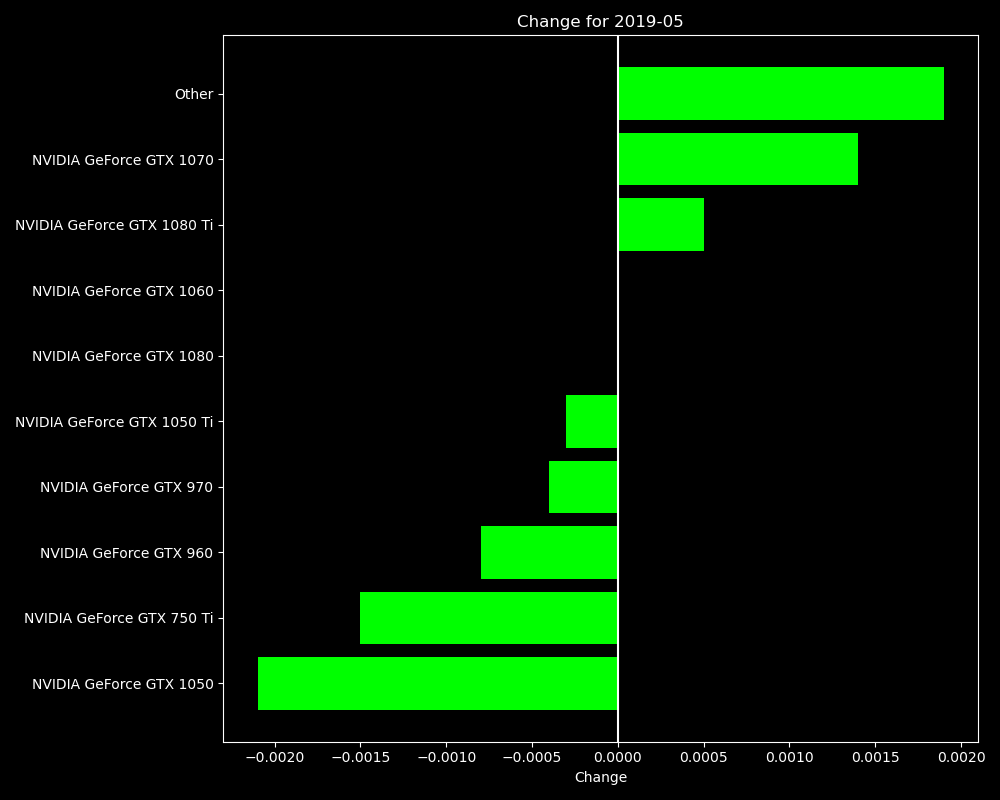 Change for 2019-05
Other
NVIDIA GeForce GTX 1070
NVIDIA GeForce GTX 1080 Ti
NVIDIA GeForce GTX 1060
NVIDIA GeForce GTX 1080
NVIDIA GeForce GTX 1050 Ti
NVIDIA GeForce GTX 970
NVIDIA GeForce GTX 960
NVIDIA GeForce GTX 750 Ti
NVIDIA GeForce GTX 1050
−0.0020 −0.0015 −0.0010 −0.0005 0.0000 0.0005 0.0010 0.0015 0.0020
Change